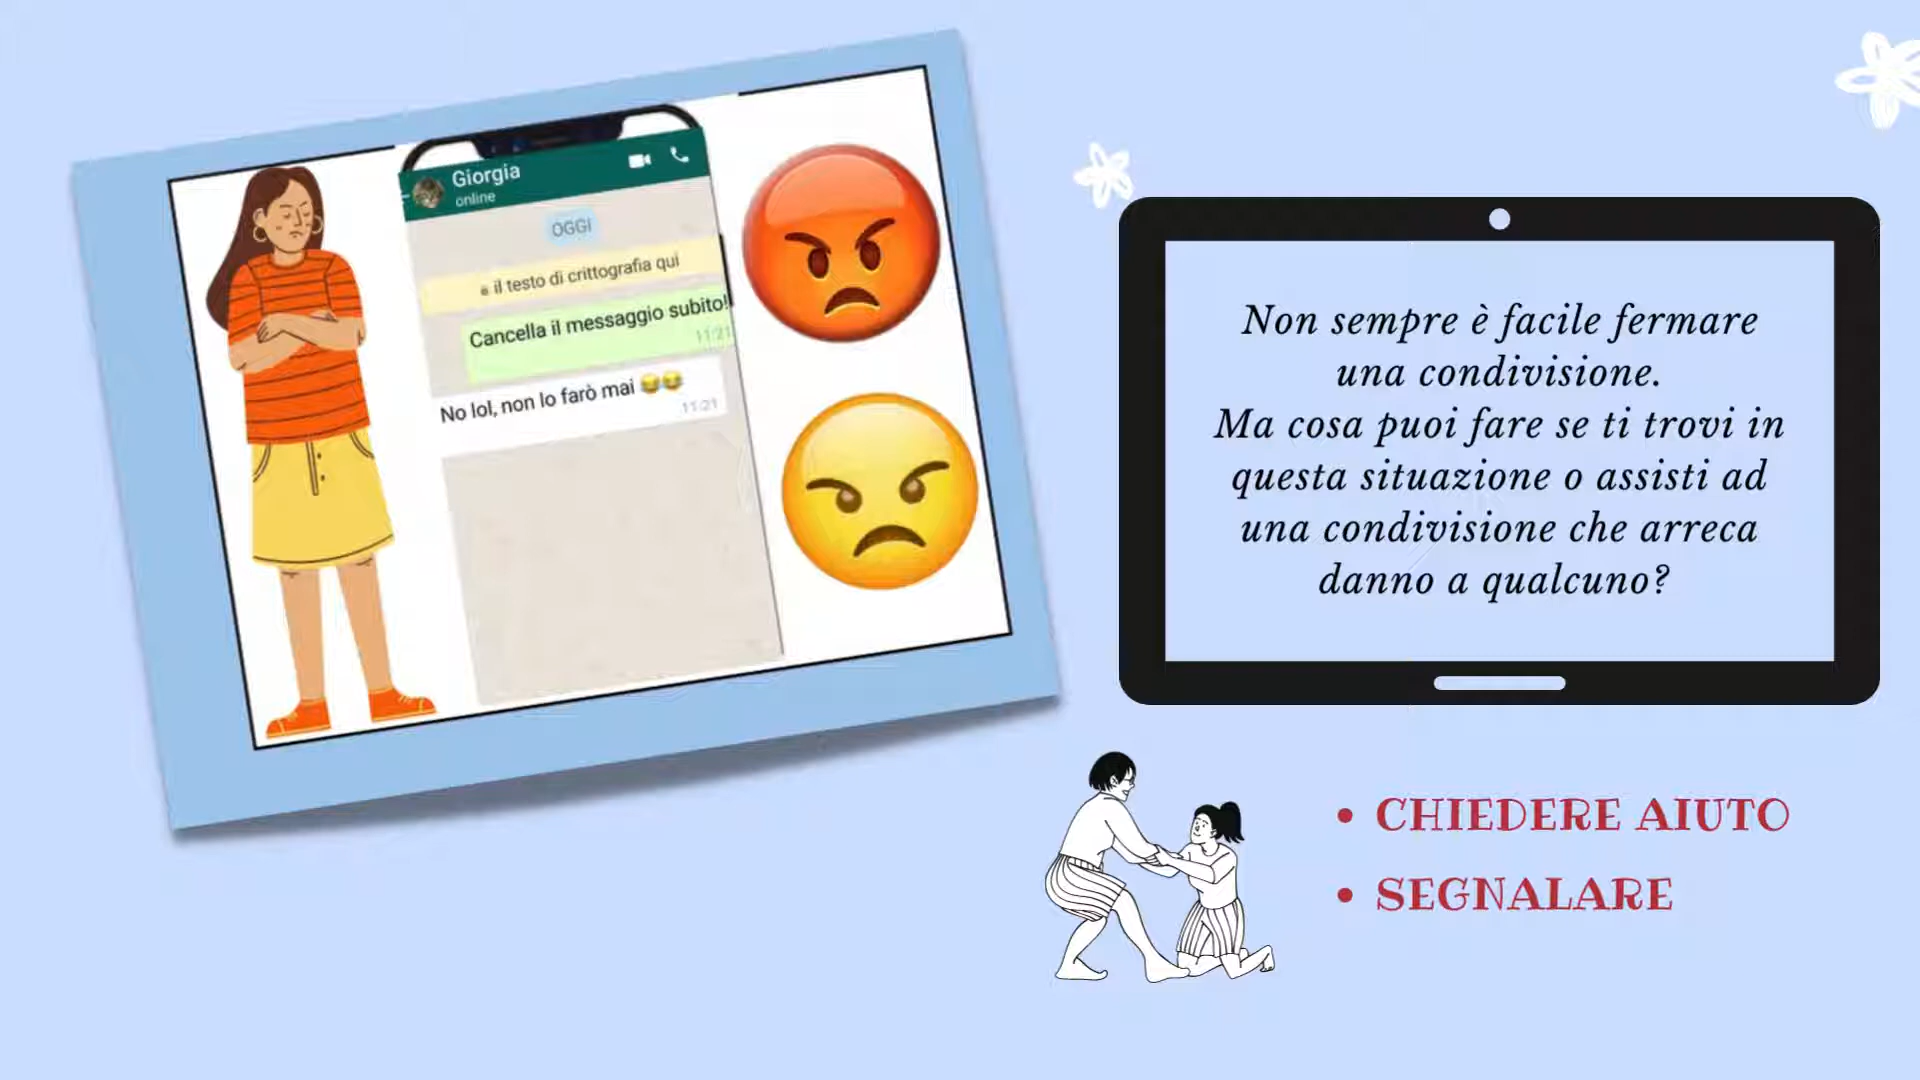 Giorgia
online
OGGI
il testo di crittografia qui
Cancella il messaggio subito!
11:21
No lol, non lo farò mai 😂😂
11:21
Non sempre è facile fermare
una condivisione.
Ma cosa puoi fare se ti trovi in
questa situazione o assisti ad
una condivisione che arreca
danno a qualcuno?
• CHIEDERE AIUTO
• SEGNALARE